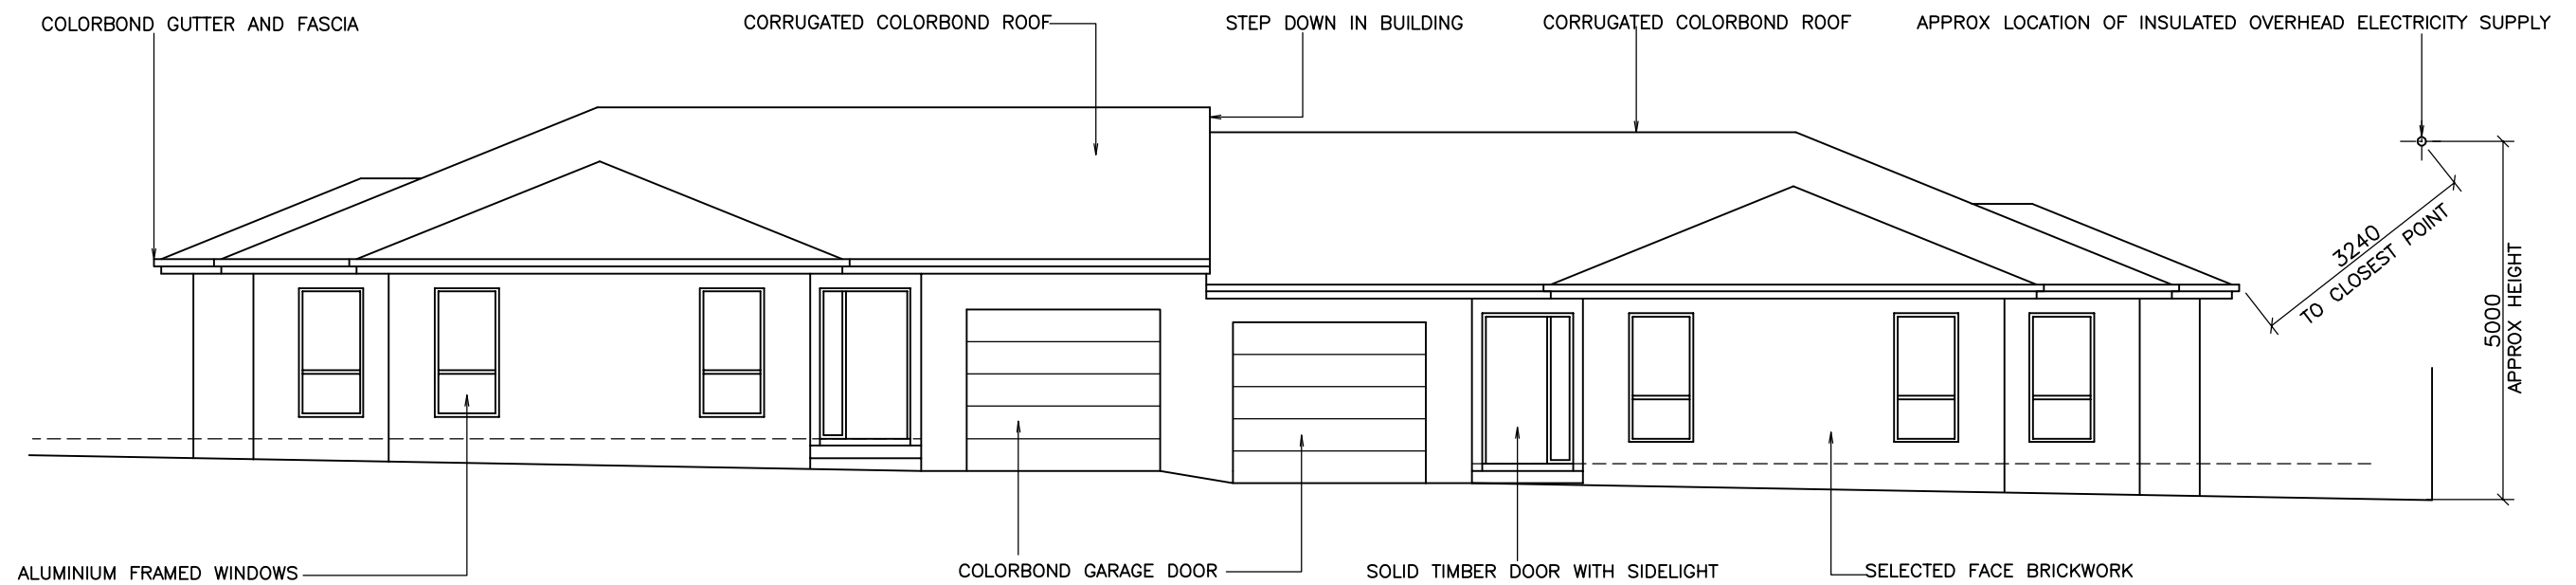 COLORBOND GUTTER AND FASCIA
CORRUGATED COLORBOND ROOF
STEP DOWN IN BUILDING
CORRUGATED COLORBOND ROOF
APPROX LOCATION OF INSULATED OVERHEAD ELECTRICITY SUPPLY
3240
TO CLOSEST POINT
5000
APPROX HEIGHT
ALUMINIUM FRAMED WINDOWS
COLORBOND GARAGE DOOR
SOLID TIMBER DOOR WITH SIDELIGHT
SELECTED FACE BRICKWORK